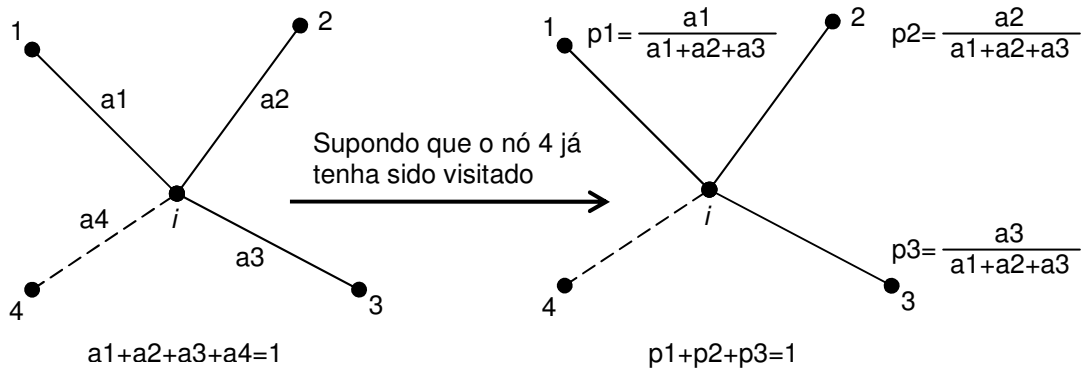 1
2
a1
a2
i
a4
a3
4
3
a1+a2+a3+a4=1
Supondo que o nó 4 já
tenha sido visitado
1
p1= a1
a1+a2+a3
2
p2= a2
a1+a2+a3
i
p3= a3
a1+a2+a3
4
3
p1+p2+p3=1